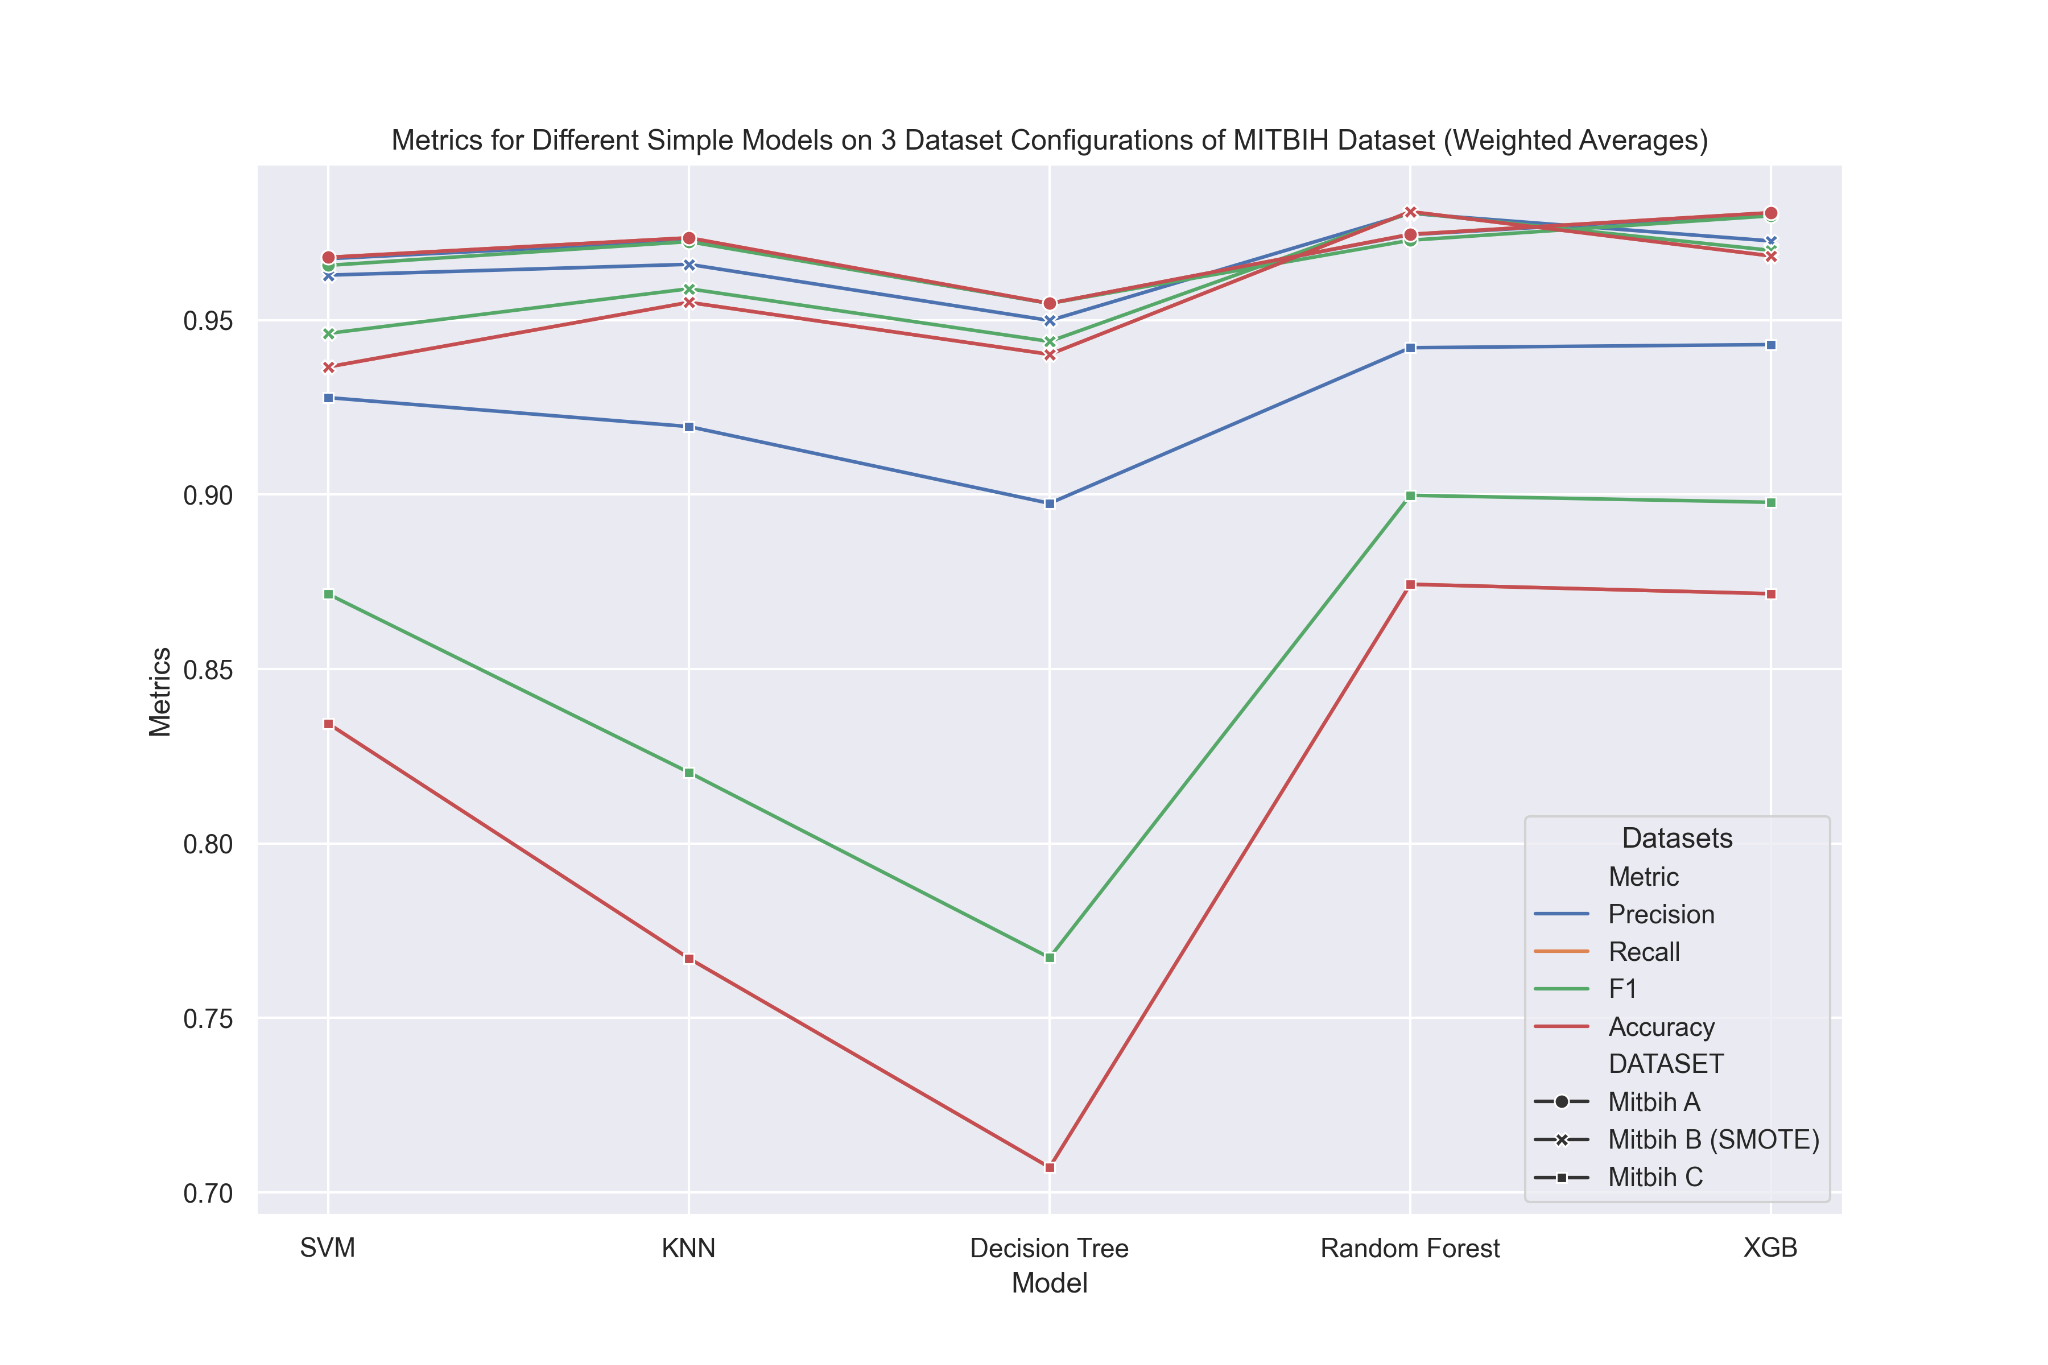 Metrics for Different Simple Models on 3 Dataset Configurations of MITBIH Dataset (Weighted Averages)
Metrics
0.95
0.90
0.85
0.80
0.75
0.70
Datasets
Metric
Precision
Recall
F1
Accuracy
DATASET
Mitbih A
Mitbih B (SMOTE)
Mitbih C
SVM
KNN
Decision Tree
Random Forest
XGB
Model